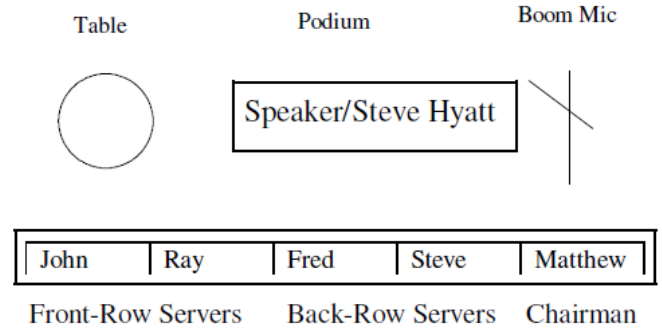 Table Podium Boom Mic
Speaker/Steve Hyatt
John Ray Fred Steve Matthew
Front-Row Servers Back-Row Servers Chairman